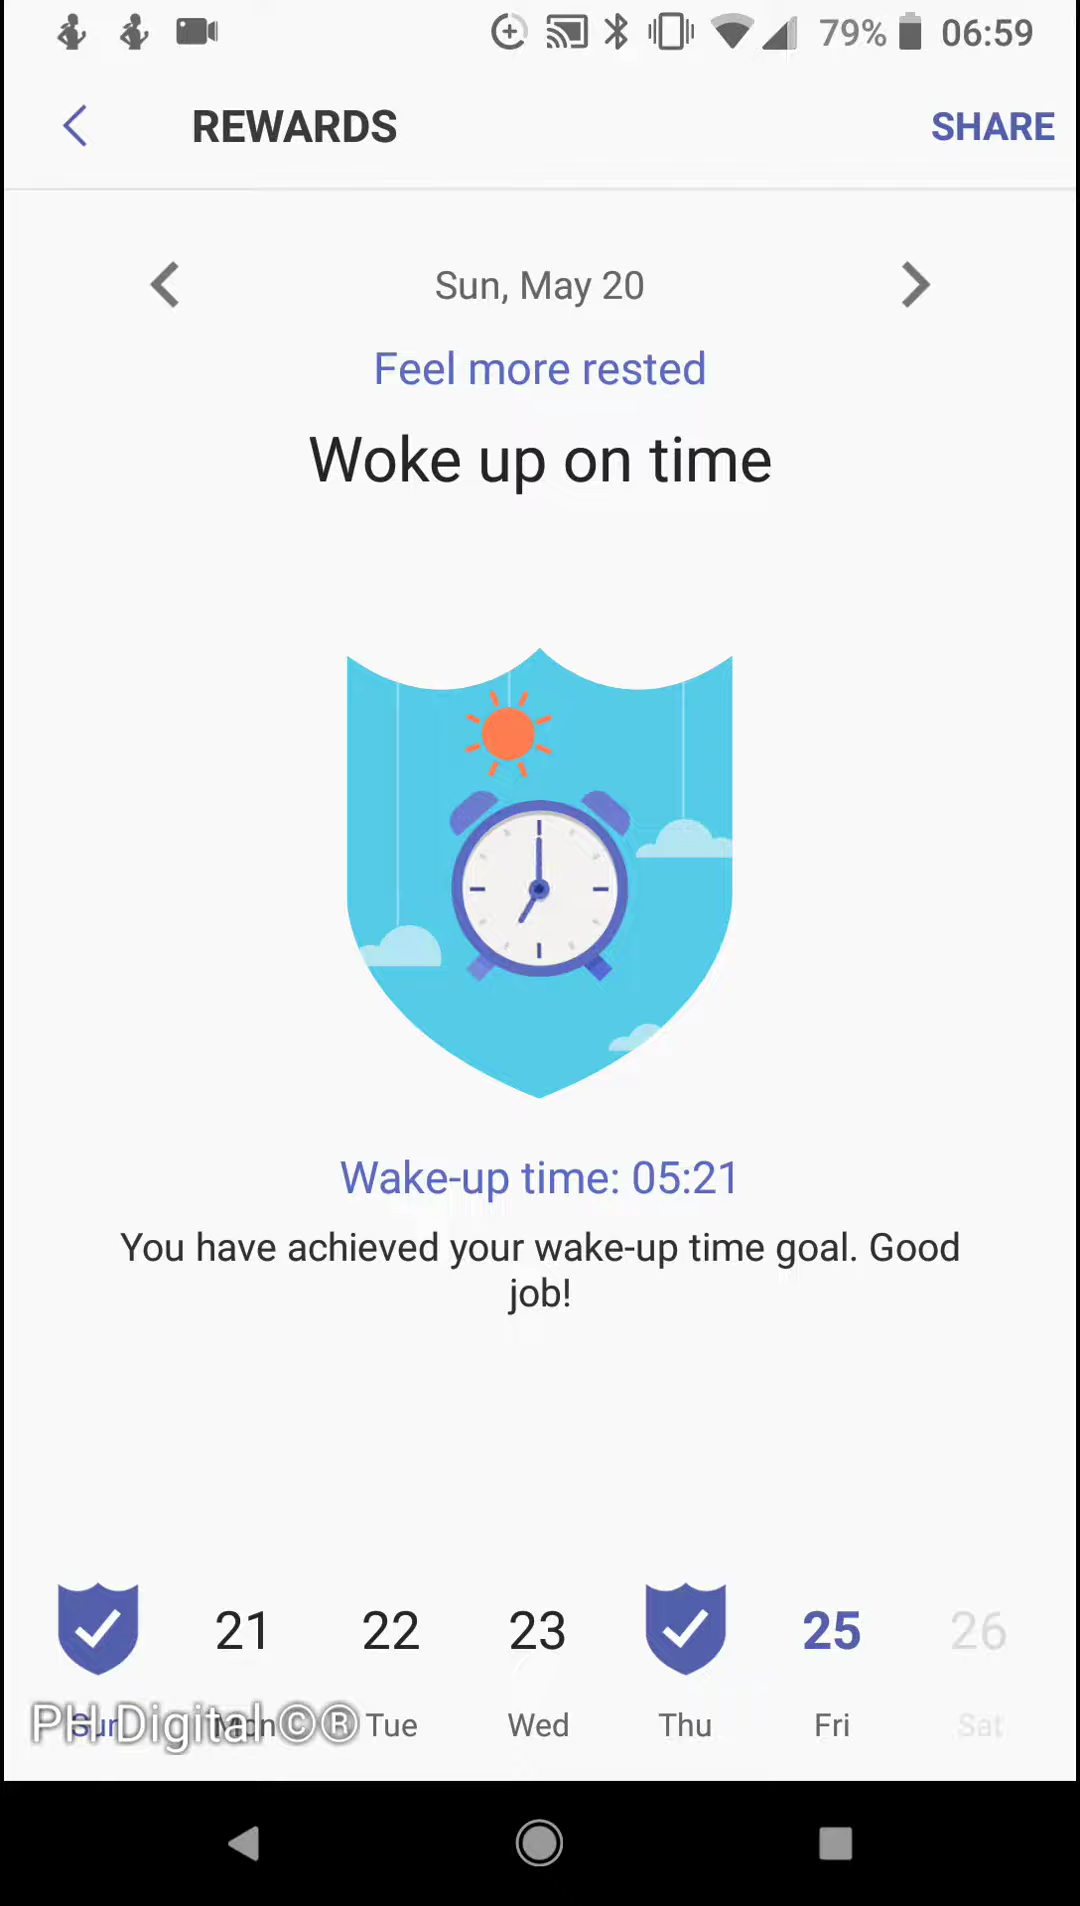 79% 06:59
REWARDS SHARE
Sun, May 20
Feel more rested
Woke up on time
Wake-up time: 05:21
You have achieved your wake-up time goal. Good
job!
21 22 23 25 26
Sun Mon Tue Wed Thu Fri Sat
PH Digital ©®